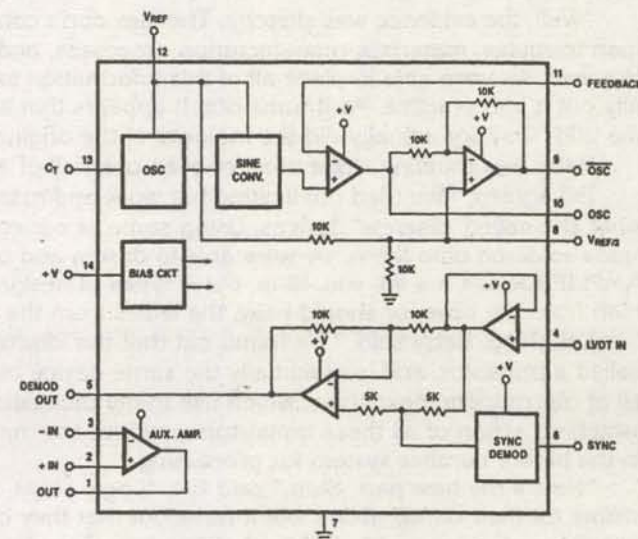 VREF
12
11 FEEDBACK
10K
+V
+V
10K
CT 13 OSC
SINE CONV.
9 O̅S̅C̅
10 OSC
8 VREF/2
10K
10K
+V 14 BIAS CKT
+V
10K 10K
+V
4 LVDT IN
DEMOD OUT 5
+V
5K 5K
- IN 3
+ IN 2
OUT 1
AUX. AMP.
SYNC DEMOD
6 SYNC
7